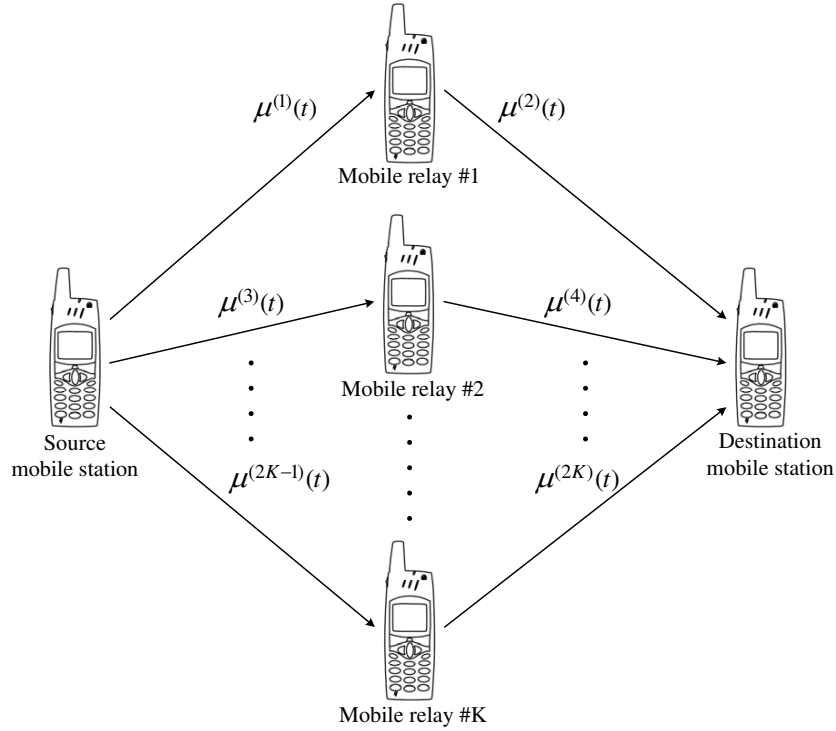 μ^(1)(t)
μ^(2)(t)
Mobile relay #1
μ^(3)(t)
μ^(4)(t)
Mobile relay #2
Source
mobile station
Destination
mobile station
μ^(2K−1)(t)
μ^(2K)(t)
Mobile relay #K